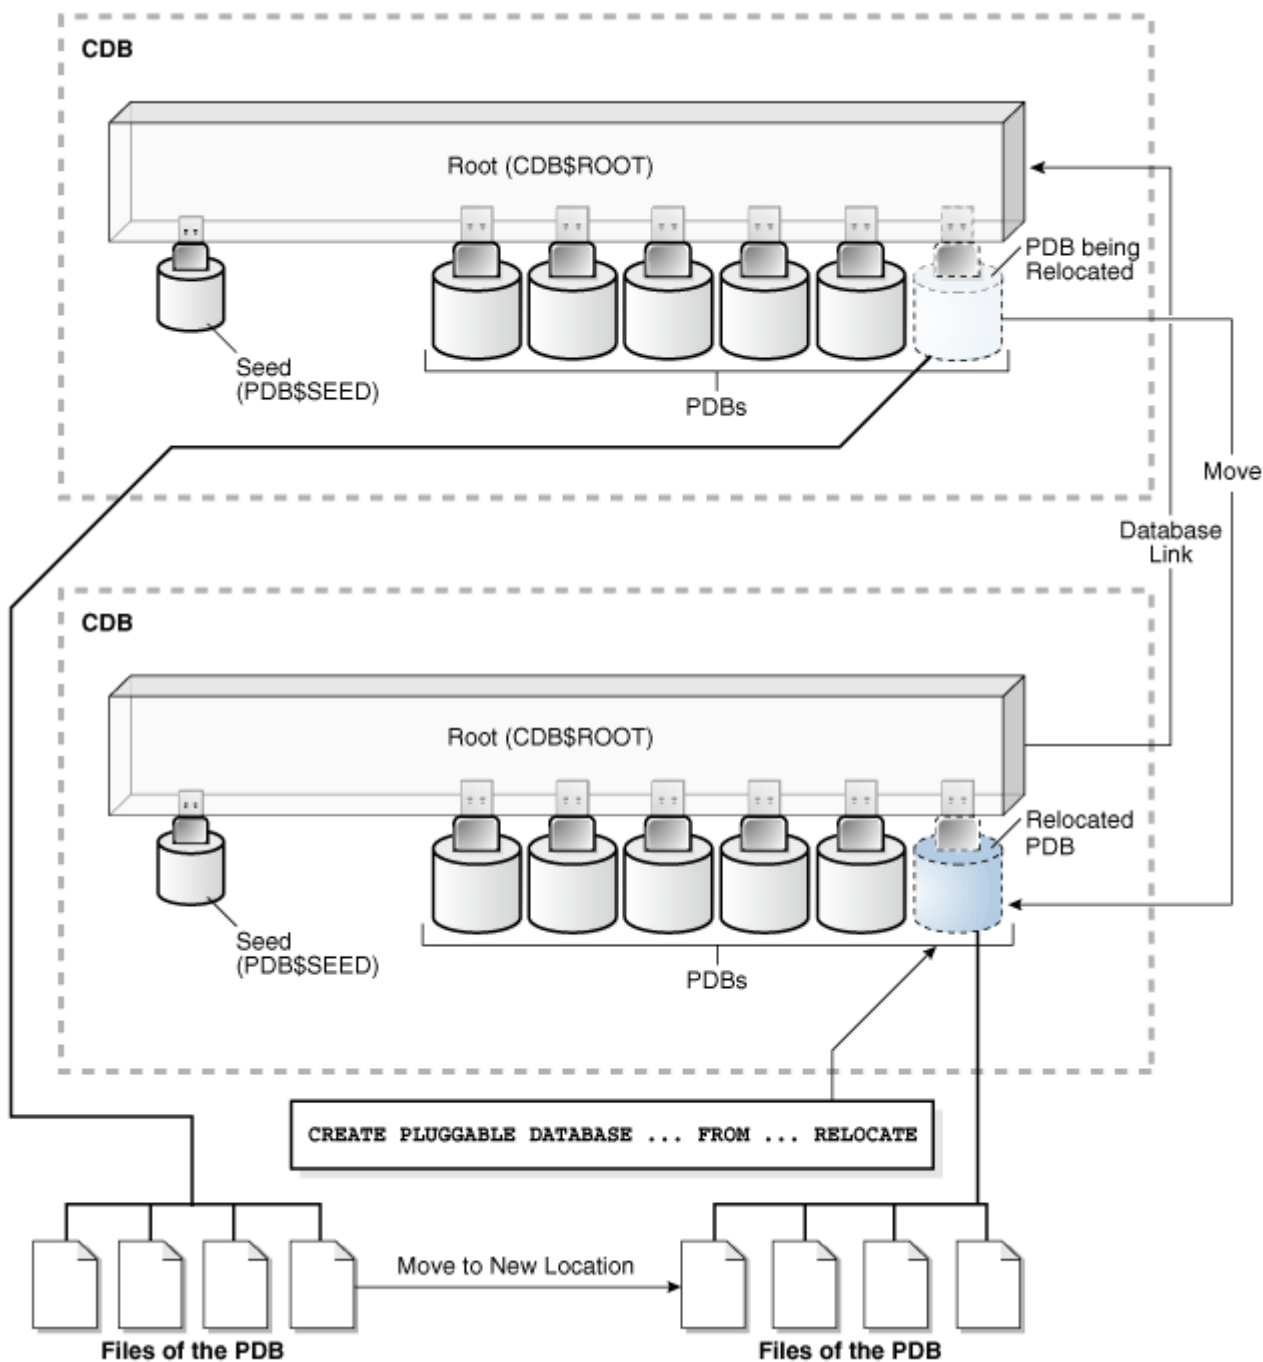 CDB
Root (CDB$ROOT)
PDB being
Relocated
Seed
(PDB$SEED)
PDBs
Move
Database
Link
CDB
Root (CDB$ROOT)
Relocated
PDB
Seed
(PDB$SEED)
PDBs
CREATE PLUGGABLE DATABASE ... FROM ... RELOCATE
Move to New Location
Files of the PDB
Files of the PDB